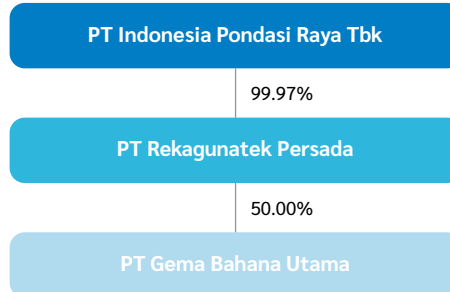 PT Indonesia Pondasi Raya Tbk
99.97%
PT Rekagunatek Persada
50.00%
PT Gema Bahana Utama